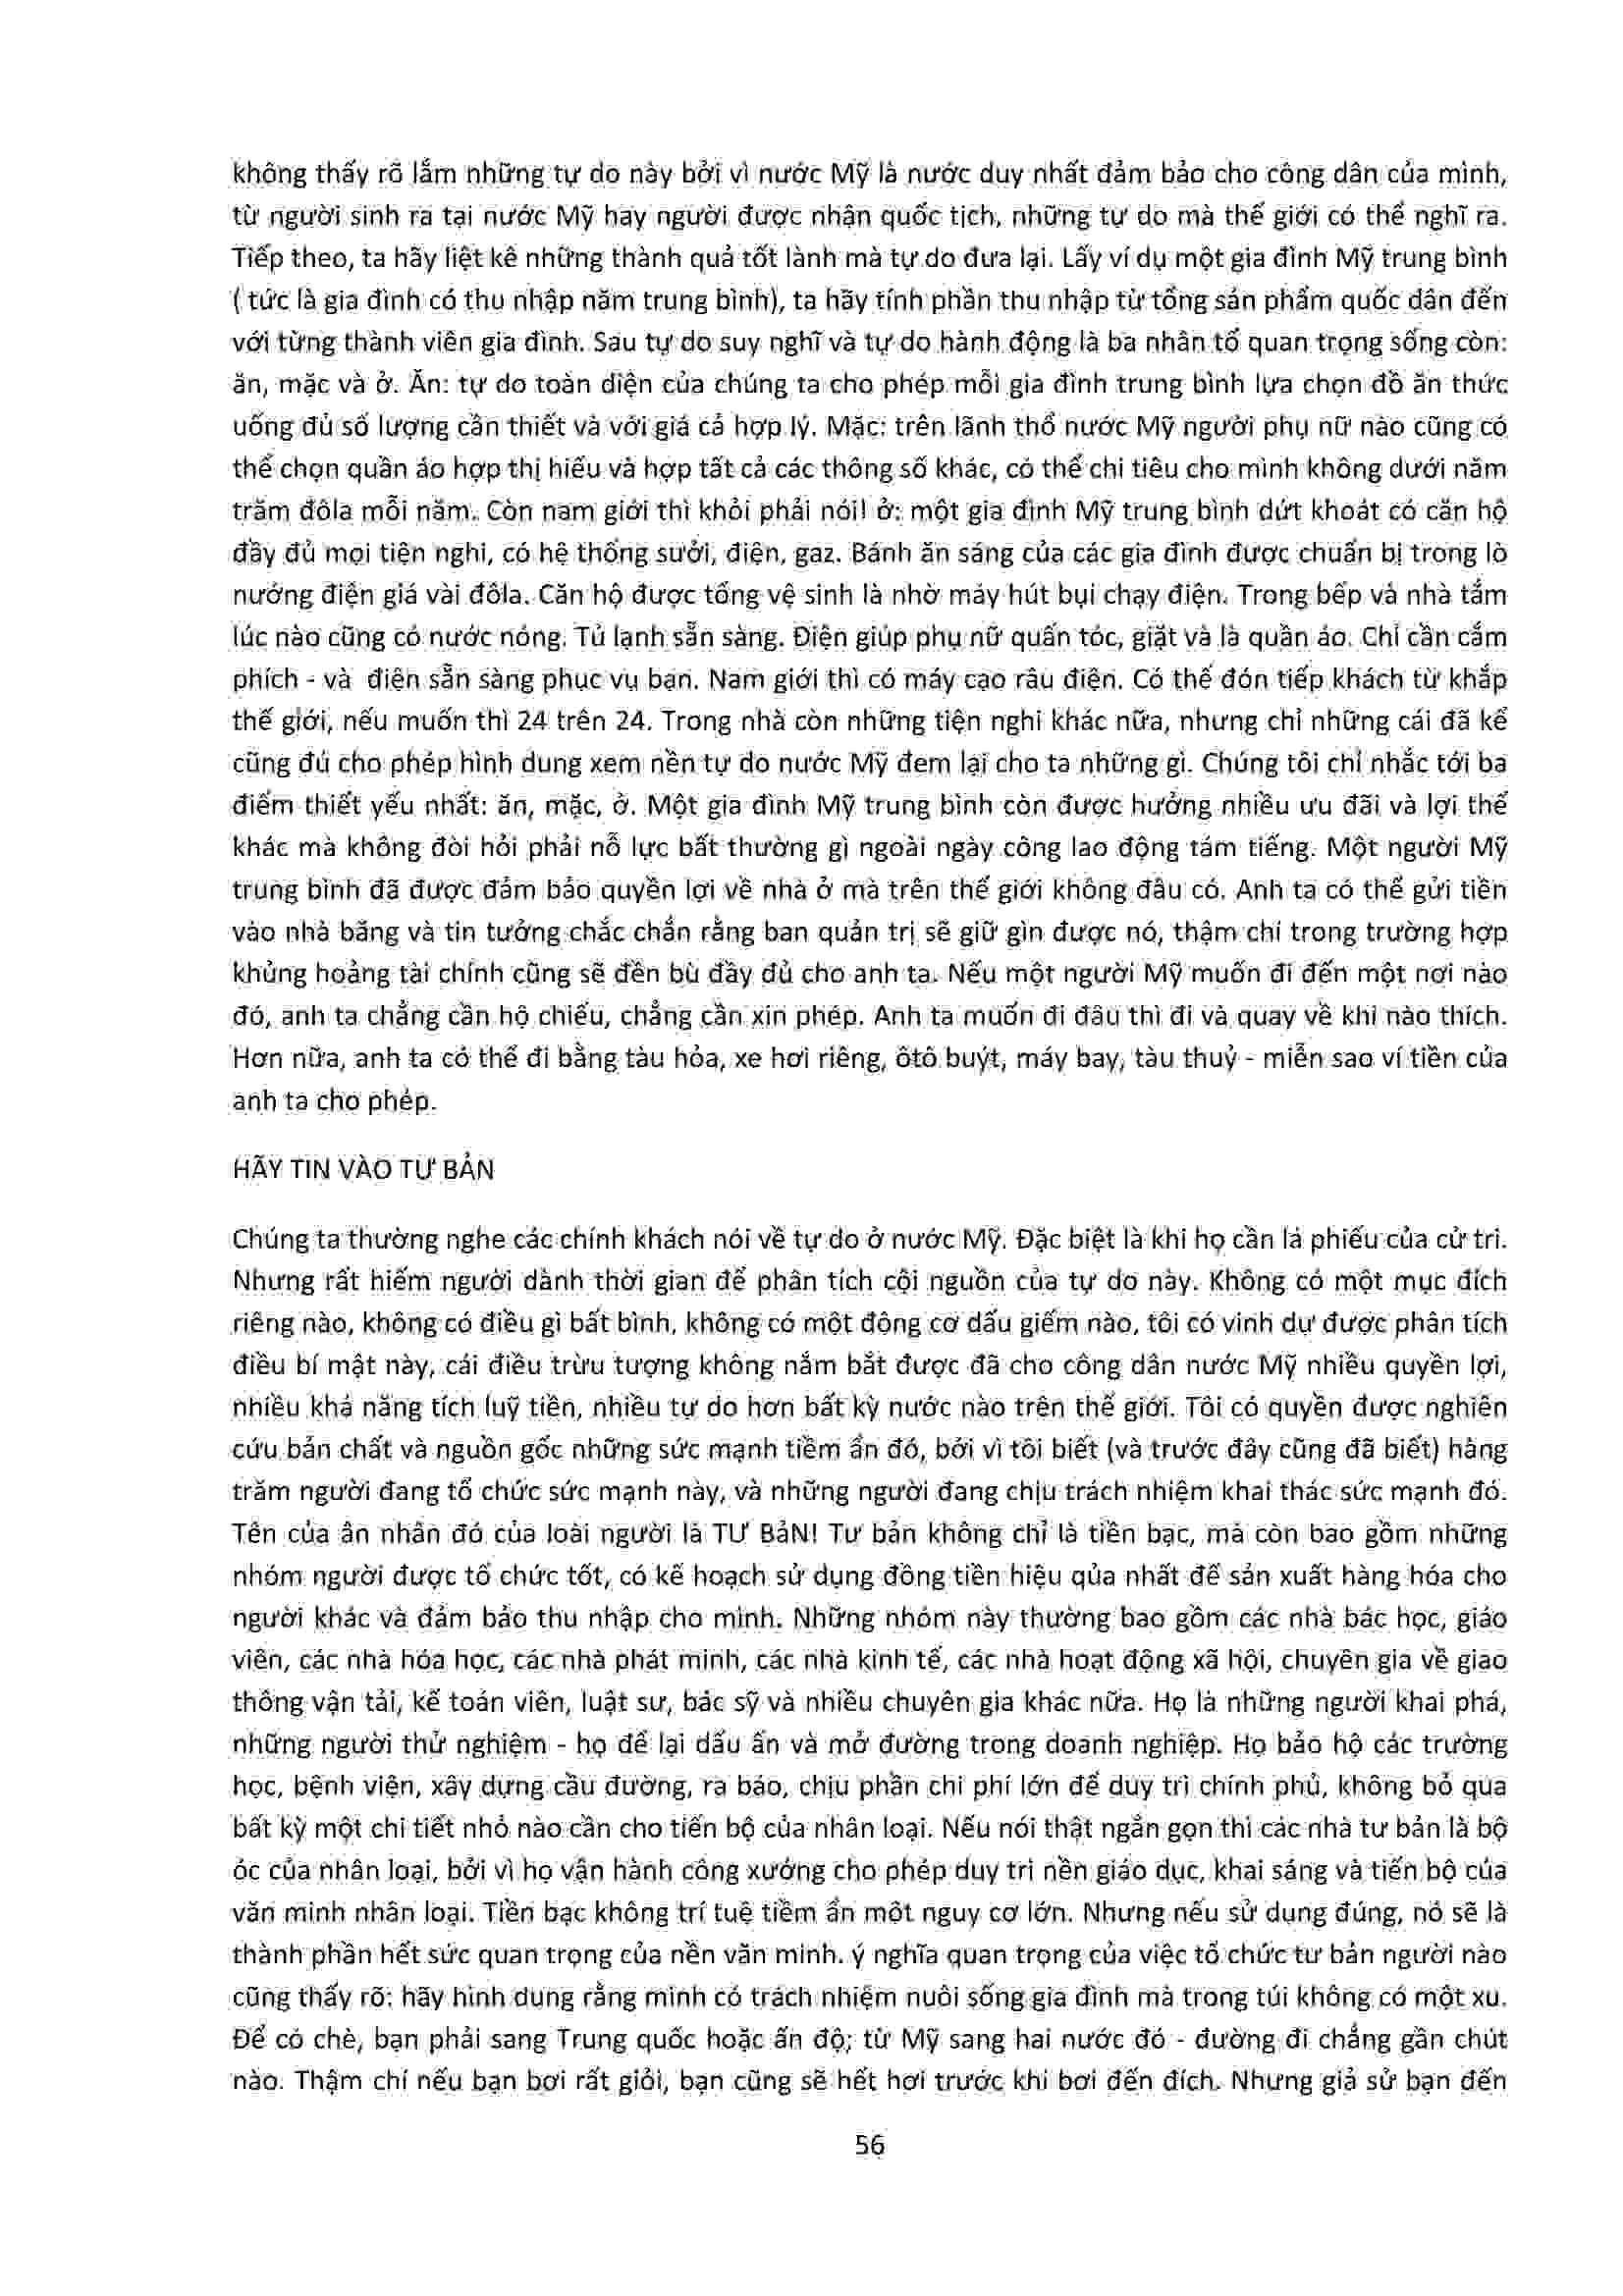 không thấy rõ lắm những tự do này bởi vì nước Mỹ là nước duy nhất đảm bảo cho công dân của mình,
từ người sinh ra tại nước Mỹ hay người được nhận quốc tịch, những tự do mà thế giới có thể nghĩ ra.
Tiếp theo, ta hãy liệt kê những thành quả tốt lành mà tự do đưa lại. Lấy ví dụ một gia đình Mỹ trung bình
( tức là gia đình có thu nhập năm trung bình), ta hãy tính phần thu nhập từ tổng sản phẩm quốc dân đến
với từng thành viên gia đình. Sau tự do suy nghĩ và tự do hành động là ba nhân tố quan trọng sống còn:
ăn, mặc và ở. Ăn: tự do toàn diện của chúng ta cho phép mỗi gia đình trung bình lựa chọn đồ ăn thức
uống đủ số lượng cần thiết và với giá cả hợp lý. Mặc: trên lãnh thổ nước Mỹ người phụ nữ nào cũng có
thể chọn quần áo hợp thị hiếu và hợp tất cả các thông số khác, có thể chi tiêu cho mình không dưới năm
trăm đôla mỗi năm. Còn nam giới thì khỏi phải nói! ở: một gia đình Mỹ trung bình dứt khoát có căn hộ
đầy đủ mọi tiện nghi, có hệ thống sưởi, điện, gaz. Bánh ăn sáng của các gia đình được chuẩn bị trong lò
nướng điện giá vài đôla. Căn hộ được tổng vệ sinh là nhờ máy hút bụi chạy điện. Trong bếp và nhà tắm
lúc nào cũng có nước nóng. Tủ lạnh sẵn sàng. Điện giúp phụ nữ quấn tóc, giặt và là quần áo. Chỉ cần cắm
phích - và điện sẵn sàng phục vụ bạn. Nam giới thì có máy cạo râu điện. Có thể đón tiếp khách từ khắp
thế giới, nếu muốn thì 24 trên 24. Trong nhà còn những tiện nghi khác nữa, nhưng chỉ những cái đã kể
cũng đủ cho phép hình dung xem nền tự do nước Mỹ đem lại cho ta những gì. Chúng tôi chỉ nhắc tới ba
điểm thiết yếu nhất: ăn, mặc, ở. Một gia đình Mỹ trung bình còn được hưởng nhiều ưu đãi và lợi thế
khác mà không đòi hỏi phải nỗ lực bất thường gì ngoài ngày công lao động tám tiếng. Một người Mỹ
trung bình đã được đảm bảo quyền lợi về nhà ở mà trên thế giới không đâu có. Anh ta có thể gửi tiền
vào nhà băng và tin tưởng chắc chắn rằng ban quản trị sẽ giữ gìn được nó, thậm chí trong trường hợp
khủng hoảng tài chính cũng sẽ đền bù đầy đủ cho anh ta. Nếu một người Mỹ muốn đi đến một nơi nào
đó, anh ta chẳng cần hộ chiếu, chẳng cần xin phép. Anh ta muốn đi đâu thì đi và quay về khi nào thích.
Hơn nữa, anh ta có thể đi bằng tàu hỏa, xe hơi riêng, ôtô buýt, máy bay, tàu thuỷ - miễn sao ví tiền của
anh ta cho phép.
HÃY TIN VÀO TƯ BẢN
Chúng ta thường nghe các chính khách nói về tự do ở nước Mỹ. Đặc biệt là khi họ cần lá phiếu của cử tri.
Nhưng rất hiếm người dành thời gian để phân tích cội nguồn của tự do này. Không có một mục đích
riêng nào, không có điều gì bất bình, không có một động cơ dấu giếm nào, tôi có vinh dự được phân tích
điều bí mật này, cái điều trừu tượng không nắm bắt được đã cho công dân nước Mỹ nhiều quyền lợi,
nhiều khả năng tích luỹ tiền, nhiều tự do hơn bất kỳ nước nào trên thế giới. Tôi có quyền được nghiên
cứu bản chất và nguồn gốc những sức mạnh tiềm ẩn đó, bởi vì tôi biết (và trước đây cũng đã biết) hàng
trăm người đang tổ chức sức mạnh này, và những người đang chịu trách nhiệm khai thác sức mạnh đó.
Tên của ân nhân đó của loài người là TƯ BảN! Tư bản không chỉ là tiền bạc, mà còn bao gồm những
nhóm người được tổ chức tốt, có kế hoạch sử dụng đồng tiền hiệu qủa nhất để sản xuất hàng hóa cho
người khác và đảm bảo thu nhập cho mình. Những nhóm này thường bao gồm các nhà bác học, giáo
viên, các nhà hóa học, các nhà phát minh, các nhà kinh tế, các nhà hoạt động xã hội, chuyên gia về giao
thông vận tải, kế toán viên, luật sư, bác sỹ và nhiều chuyên gia khác nữa. Họ là những người khai phá,
những người thử nghiệm - họ để lại dấu ấn và mở đường trong doanh nghiệp. Họ bảo hộ các trường
học, bệnh viện, xây dựng cầu đường, ra báo, chịu phần chi phí lớn để duy trì chính phủ, không bỏ qua
bất kỳ một chi tiết nhỏ nào cần cho tiến bộ của nhân loại. Nếu nói thật ngắn gọn thì các nhà tư bản là bộ
óc của nhân loại, bởi vì họ vận hành công xưởng cho phép duy trì nền giáo dục, khai sáng và tiến bộ của
văn minh nhân loại. Tiền bạc không trí tuệ tiềm ẩn một nguy cơ lớn. Nhưng nếu sử dụng đúng, nó sẽ là
thành phần hết sức quan trọng của nền văn minh. ý nghĩa quan trọng của việc tổ chức tư bản người nào
cũng thấy rõ: hãy hình dung rằng mình có trách nhiệm nuôi sống gia đình mà trong túi không có một xu.
Để có chè, bạn phải sang Trung quốc hoặc ấn độ; từ Mỹ sang hai nước đó - đường đi chẳng gần chút
nào. Thậm chí nếu bạn bơi rất giỏi, bạn cũng sẽ hết hơi trước khi bơi đến đích. Nhưng giả sử bạn đến
56